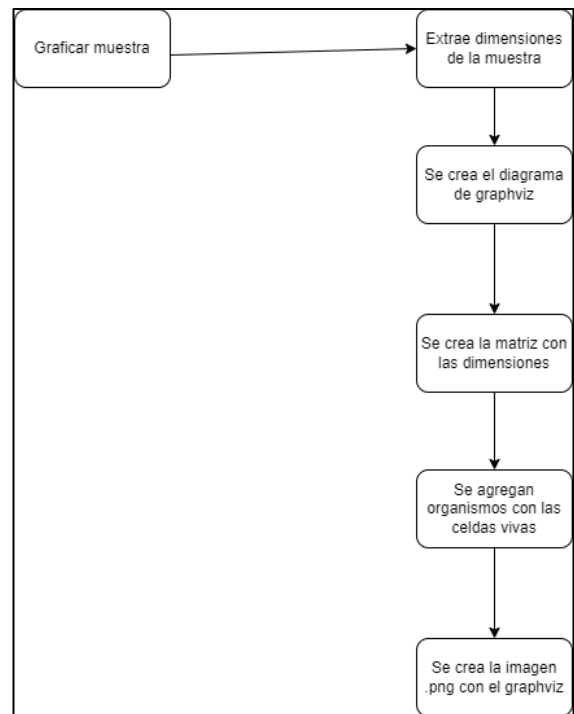 Graficar muestra
Extrae dimensiones
de la muestra
Se crea el diagrama
de graphviz
Se crea la matriz con
las dimensiones
Se agregan
organismos con las
celdas vivas
Se crea la imagen
.png con el graphviz